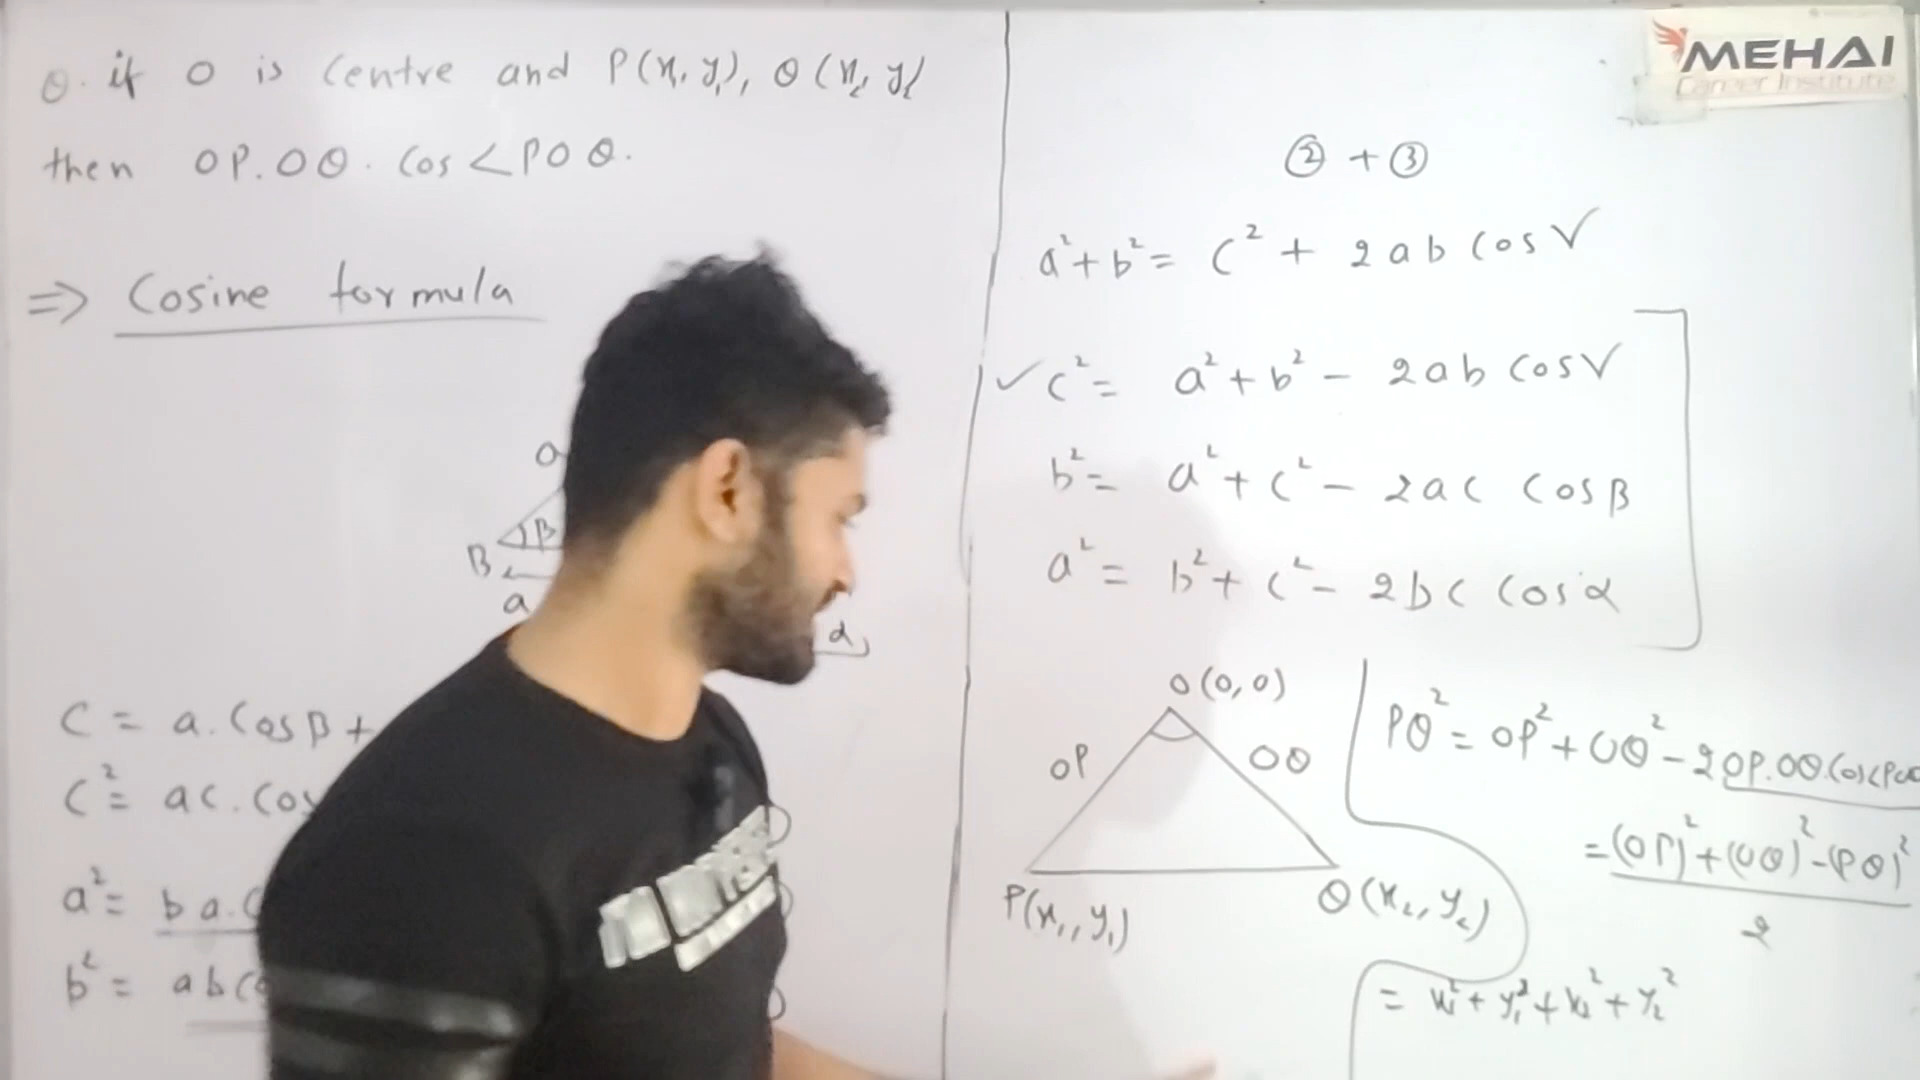 Q. if O is Centre and P(x₁, y₁), Q(x₂, y₂)
then OP.OQ. Cos<POQ.
=> Cosine formula
a
B β
a
α
C = a. Cosβ +
C² = ac. Cos
a² = ba.
b² = ab
MEHAI
Career Institute
② + ③
a² + b² = c² + 2ab cosγ
✓ c² = a² + b² - 2ab cosγ
b² = a² + c² - 2ac cosβ
a² = b² + c² - 2bc cosα
O(0,0)
OP OQ
P(x₁, y₁) Q(x₂, y₂)
PQ² = OP² + OQ² - 2OP.OQ.Cos<POQ
= (OP)² + (OQ)² - (PQ)²
2
= x₁² + y₁² + x₂² + y₂²